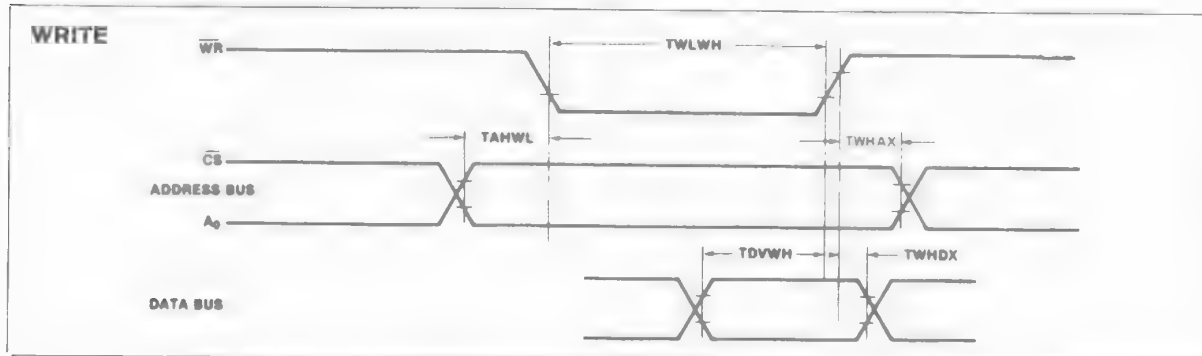 WRITE
WR
TWLWH
TAHWL
TWHAX
CS
ADDRESS BUS
A0
TDVWH
TWHDX
DATA BUS